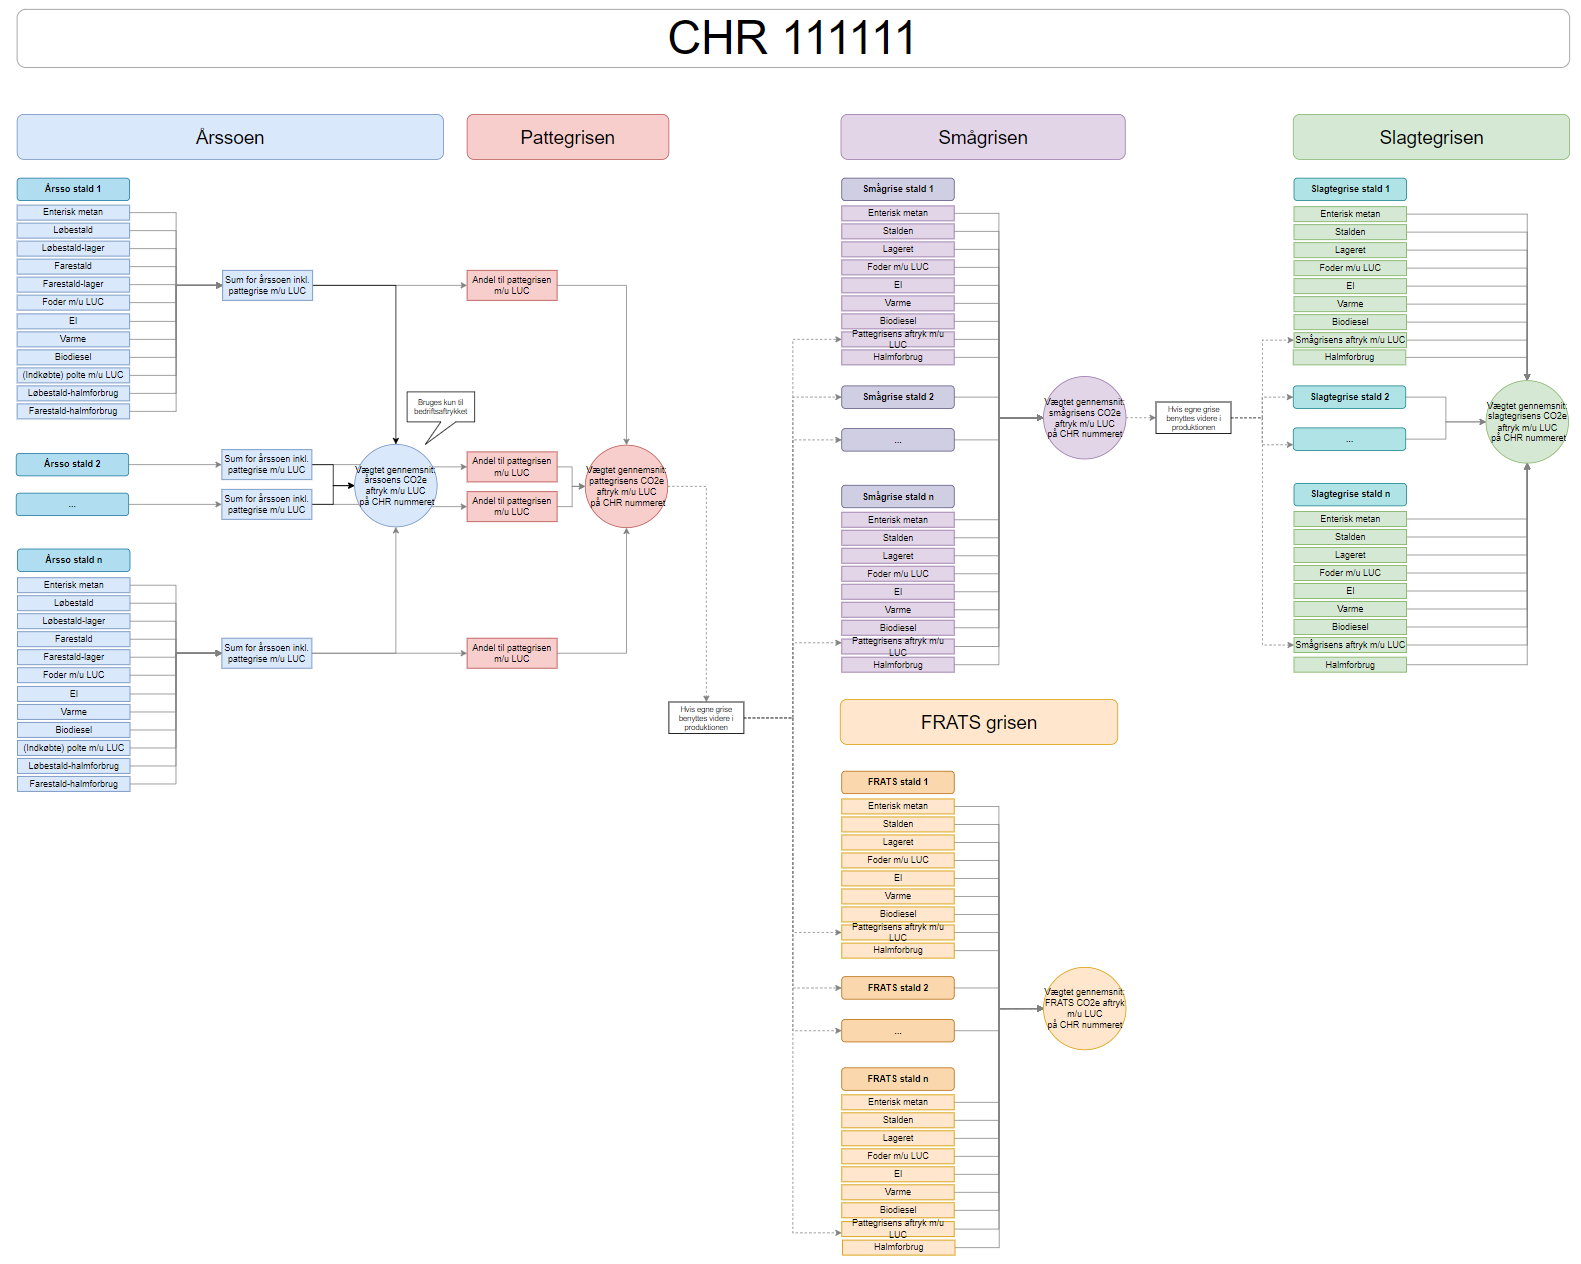 CHR 111111
Årssoen
Pattegrisen
Smågrisen
Slagtegrisen
Årsso stald 1
Enterisk metan
Løbestald
Løbestald-lager
Farestald
Farestald-lager
Foder m/u LUC
El
Varme
Biodiesel
(Indkøbte) polte m/u LUC
Løbestald-halmforbrug
Farestald-halmforbrug
Årsso stald 2
...
Årsso stald n
Enterisk metan
Løbestald
Løbestald-lager
Farestald
Farestald-lager
Foder m/u LUC
El
Varme
Biodiesel
(Indkøbte) polte m/u LUC
Løbestald-halmforbrug
Farestald-halmforbrug
Sum for årssoen inkl.
pattegrise m/u LUC
Sum for årssoen inkl.
pattegrise m/u LUC
Sum for årssoen inkl.
pattegrise m/u LUC
Sum for årssoen inkl.
pattegrise m/u LUC
Bruges kun til
bedriftsaftrykket
Vægtet gennemsnit:
årssoens CO2e
aftryk m/u LUC
på CHR nummeret
Andel til pattegrisen
m/u LUC
Andel til pattegrisen
m/u LUC
Andel til pattegrisen
m/u LUC
Andel til pattegrisen
m/u LUC
Vægtet gennemsnit:
pattegrisens CO2e
aftryk m/u LUC
på CHR nummeret
Hvis egne grise
benyttes videre i
produktionen
Smågrise stald 1
Enterisk metan
Stalden
Lageret
Foder m/u LUC
El
Varme
Biodiesel
Pattegrisens aftryk m/u
LUC
Halmforbrug
Smågrise stald 2
...
Smågrise stald n
Enterisk metan
Stalden
Lageret
Foder m/u LUC
El
Varme
Biodiesel
Pattegrisens aftryk m/u
LUC
Halmforbrug
Vægtet gennemsnit:
smågrisens CO2e
aftryk m/u LUC
på CHR nummeret
Hvis egne grise
benyttes videre i
produktionen
Slagtegrise stald 1
Enterisk metan
Stalden
Lageret
Foder m/u LUC
El
Varme
Biodiesel
Smågrisens aftryk m/u LUC
Halmforbrug
Slagtegrise stald 2
...
Slagtegrise stald n
Enterisk metan
Stalden
Lageret
Foder m/u LUC
El
Varme
Biodiesel
Smågrisens aftryk m/u LUC
Halmforbrug
Vægtet gennemsnit:
slagtegrisens CO2e
aftryk m/u LUC
på CHR nummeret
FRATS grisen
FRATS stald 1
Enterisk metan
Stalden
Lageret
Foder m/u LUC
El
Varme
Biodiesel
Pattegrisens aftryk m/u
LUC
Halmforbrug
FRATS stald 2
...
FRATS stald n
Enterisk metan
Stalden
Lageret
Foder m/u LUC
El
Varme
Biodiesel
Pattegrisens aftryk m/u
LUC
Halmforbrug
Vægtet gennemsnit:
FRATS CO2e aftryk
m/u LUC
på CHR nummeret